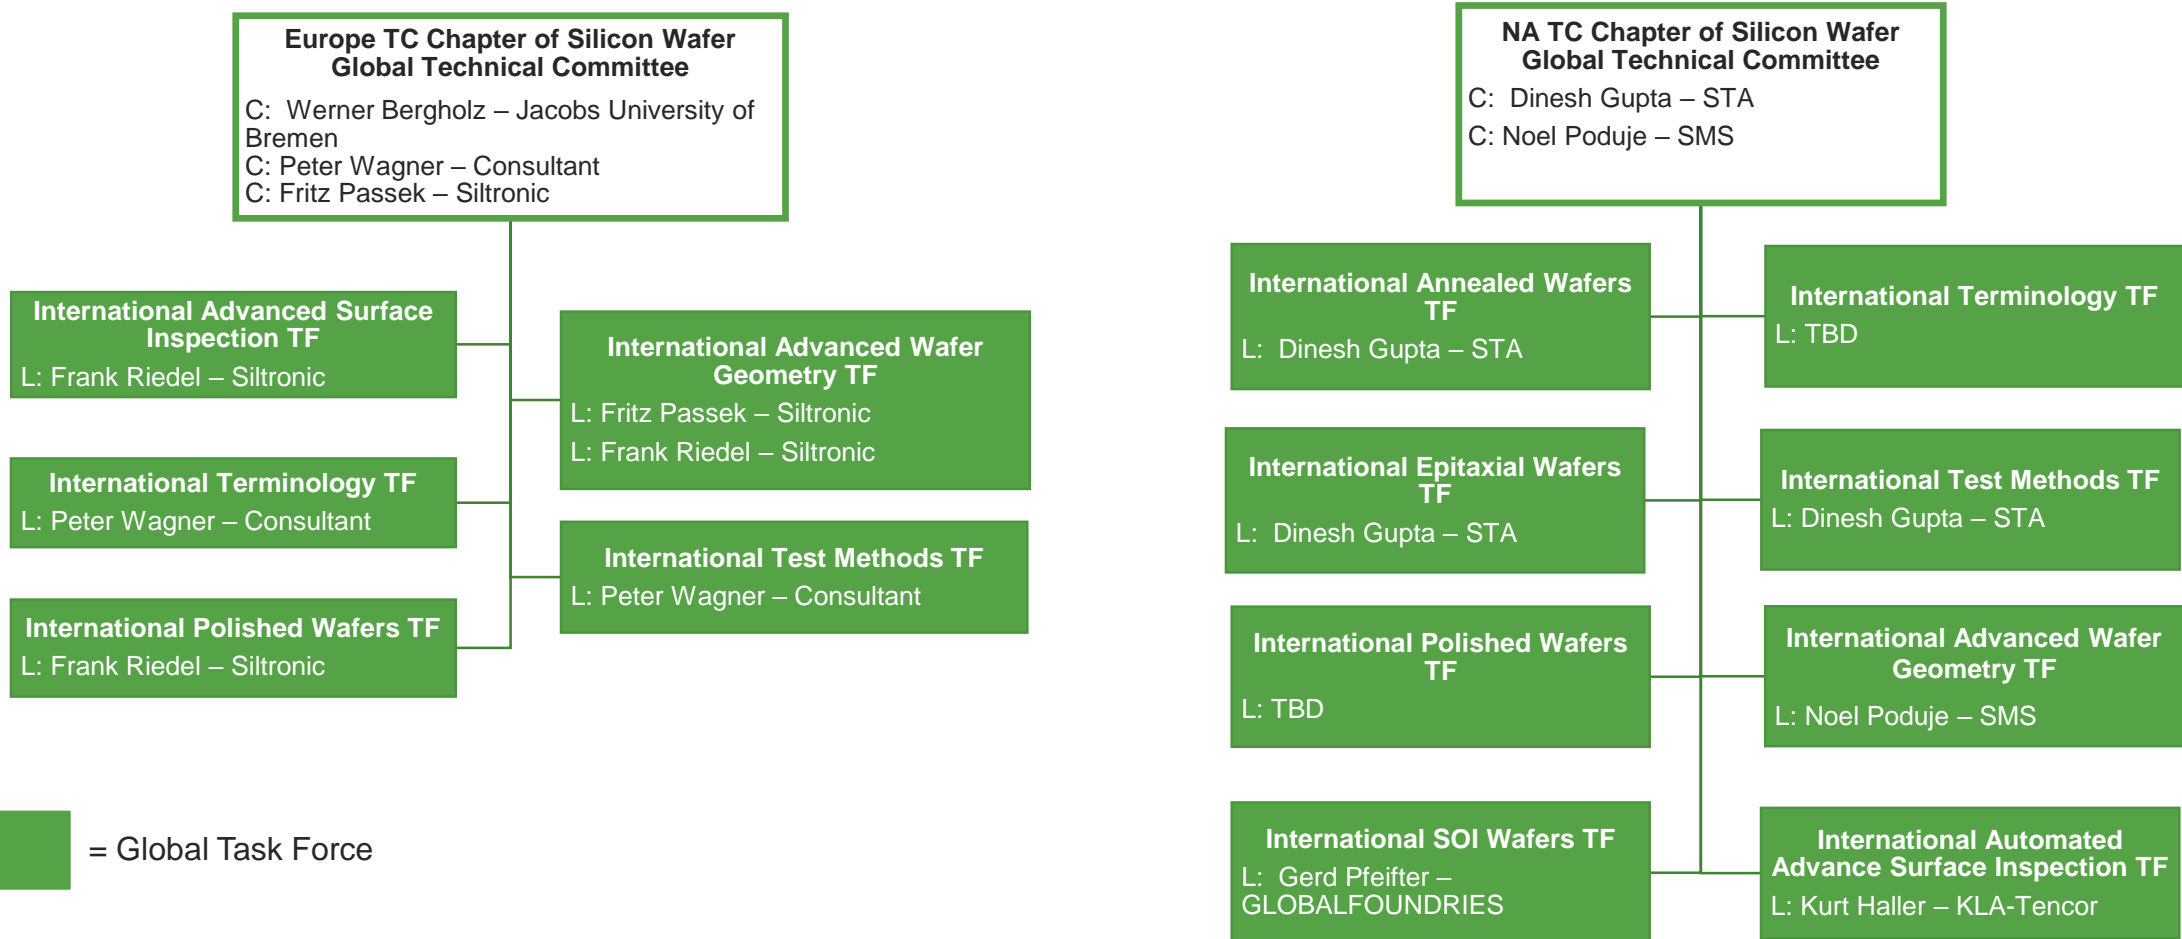 Europe TC Chapter of Silicon Wafer
Global Technical Committee
C:  Werner Bergholz – Jacobs University of
Bremen
C: Peter Wagner – Consultant
C: Fritz Passek – Siltronic
International Advanced Surface
Inspection TF
L: Frank Riedel – Siltronic
International Advanced Wafer
Geometry TF
L: Fritz Passek – Siltronic
L: Frank Riedel – Siltronic
International Terminology TF
L: Peter Wagner – Consultant
International Test Methods TF
L: Peter Wagner – Consultant
International Polished Wafers TF
L: Frank Riedel – Siltronic
= Global Task Force
NA TC Chapter of Silicon Wafer
Global Technical Committee
C:  Dinesh Gupta – STA
C: Noel Poduje – SMS
International Annealed Wafers
TF
L:  Dinesh Gupta – STA
International Terminology TF
L: TBD
International Epitaxial Wafers
TF
L:  Dinesh Gupta – STA
International Test Methods TF
L: Dinesh Gupta – STA
International Polished Wafers
TF
L: TBD
International Advanced Wafer
Geometry TF
L: Noel Poduje – SMS
International SOI Wafers TF
L:  Gerd Pfeifter –
GLOBALFOUNDRIES
International Automated
Advance Surface Inspection TF
L: Kurt Haller – KLA-Tencor